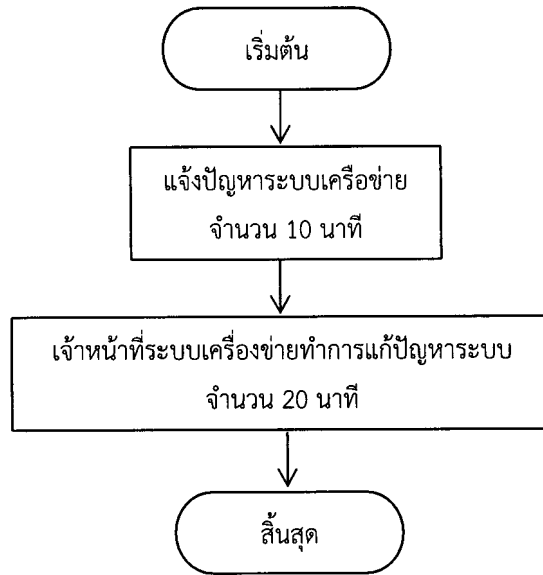 เริ่มต้น
แจ้งปัญหาระบบเครือข่าย
จำนวน 10 นาที
เจ้าหน้าที่ระบบเครื่องข่ายทำการแก้ปัญหาระบบ
จำนวน 20 นาที
สิ้นสุด